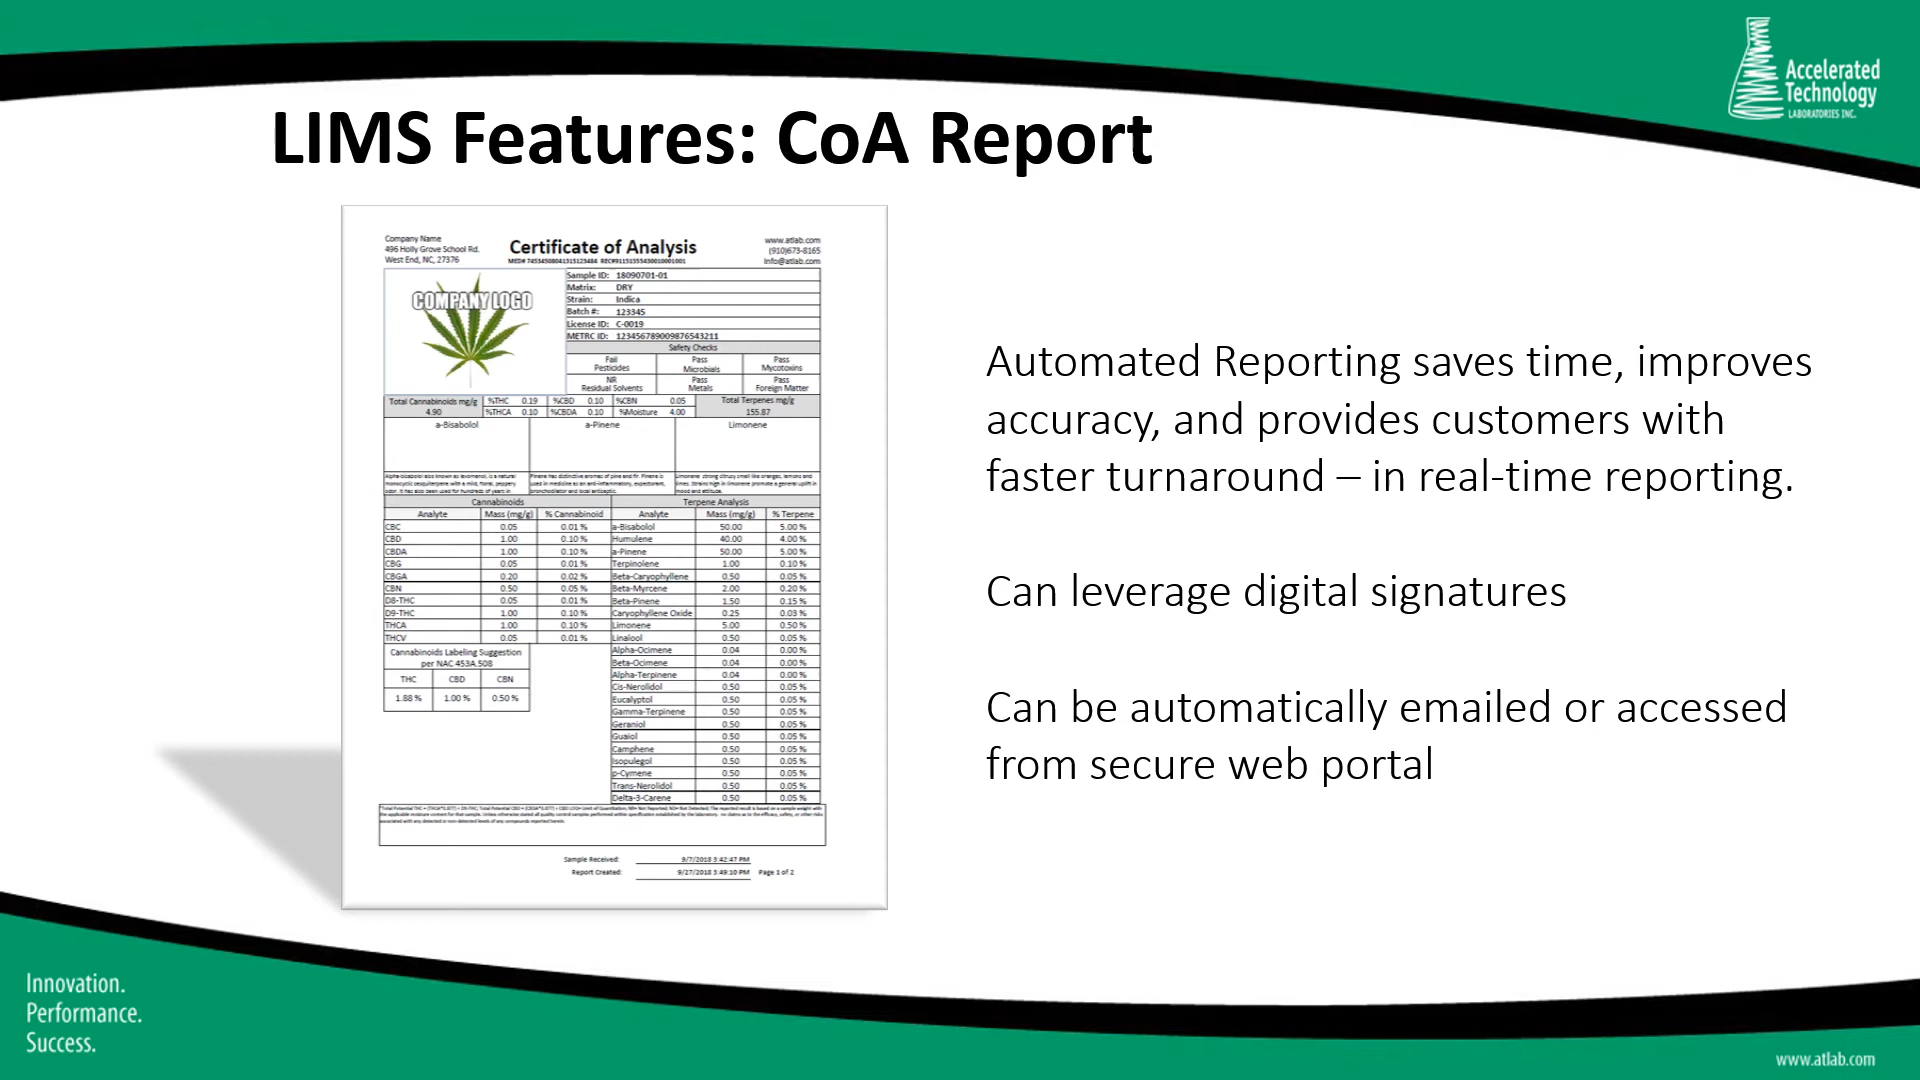 Accelerated
Technology
LABORATORIES INC.
LIMS Features: CoA Report
Company Name
496 Holly Grove School Rd.
West End, NC, 27376
Certificate of Analysis
www.atlab.com
(910)673-8165
info@atlab.com
COMPANY LOGO
Sample ID: 18090701-01
Matrix: DRY
Strain: Indica
Batch #: 123345
License ID: C-0019
METRC ID: 123456789009876543211
Safety Checks
Fail Pass Pass
Pesticides Microbials Mycotoxins
NR Pass Pass
Residual Solvents Metals Foreign Matter
Total Cannabinoids mg/g %THC 0.19 %CBD 0.10 %CBN 0.05 Total Terpenes mg/g
4.90 %THCA 0.10 %CBDA 0.10 %Moisture 4.00 155.87
a-Bisabolol a-Pinene Limonene
Cannabinoids Terpene Analysis
Analyte Mass (mg/g) % Cannabinoid Analyte Mass (mg/g) % Terpene
CBC 0.05 0.01 % a-Bisabolol 50.00 5.00 %
CBD 1.00 0.10 % Humulene 40.00 4.00 %
CBDA 1.00 0.10 % a-Pinene 50.00 5.00 %
CBG 0.05 0.01 % Terpinolene 1.00 0.10 %
CBGA 0.20 0.02 % Beta-Caryophyllene 0.50 0.05 %
CBN 0.50 0.05 % Beta-Myrcene 2.00 0.20 %
D8-THC 0.05 0.01 % Beta-Pinene 1.50 0.15 %
D9-THC 1.00 0.10 % Caryophyllene Oxide 0.25 0.03 %
THCA 1.00 0.10 % Limonene 5.00 0.50 %
THCV 0.05 0.01 % Linalool 0.50 0.05 %
Cannabinoids Labeling Suggestion
per NAC 453A.508
THC CBD CBN
1.88 % 1.00 % 0.50 %
Alpha-Ocimene 0.04 0.00 %
Beta-Ocimene 0.04 0.00 %
Alpha-Terpinene 0.04 0.00 %
Cis-Nerolidol 0.50 0.05 %
Eucalyptol 0.50 0.05 %
Gamma-Terpinene 0.50 0.05 %
Geraniol 0.50 0.05 %
Guaiol 0.50 0.05 %
Camphene 0.50 0.05 %
Isopulegol 0.50 0.05 %
p-Cymene 0.50 0.05 %
Trans-Nerolidol 0.50 0.05 %
Delta-3-Carene 0.50 0.05 %
Sample Received: 9/7/2018 3:42:47 PM
Report Created: 9/27/2018 3:49:10 PM Page 1 of 2
Automated Reporting saves time, improves
accuracy, and provides customers with
faster turnaround – in real-time reporting.
Can leverage digital signatures
Can be automatically emailed or accessed
from secure web portal
Innovation.
Performance.
Success.
www.atlab.com